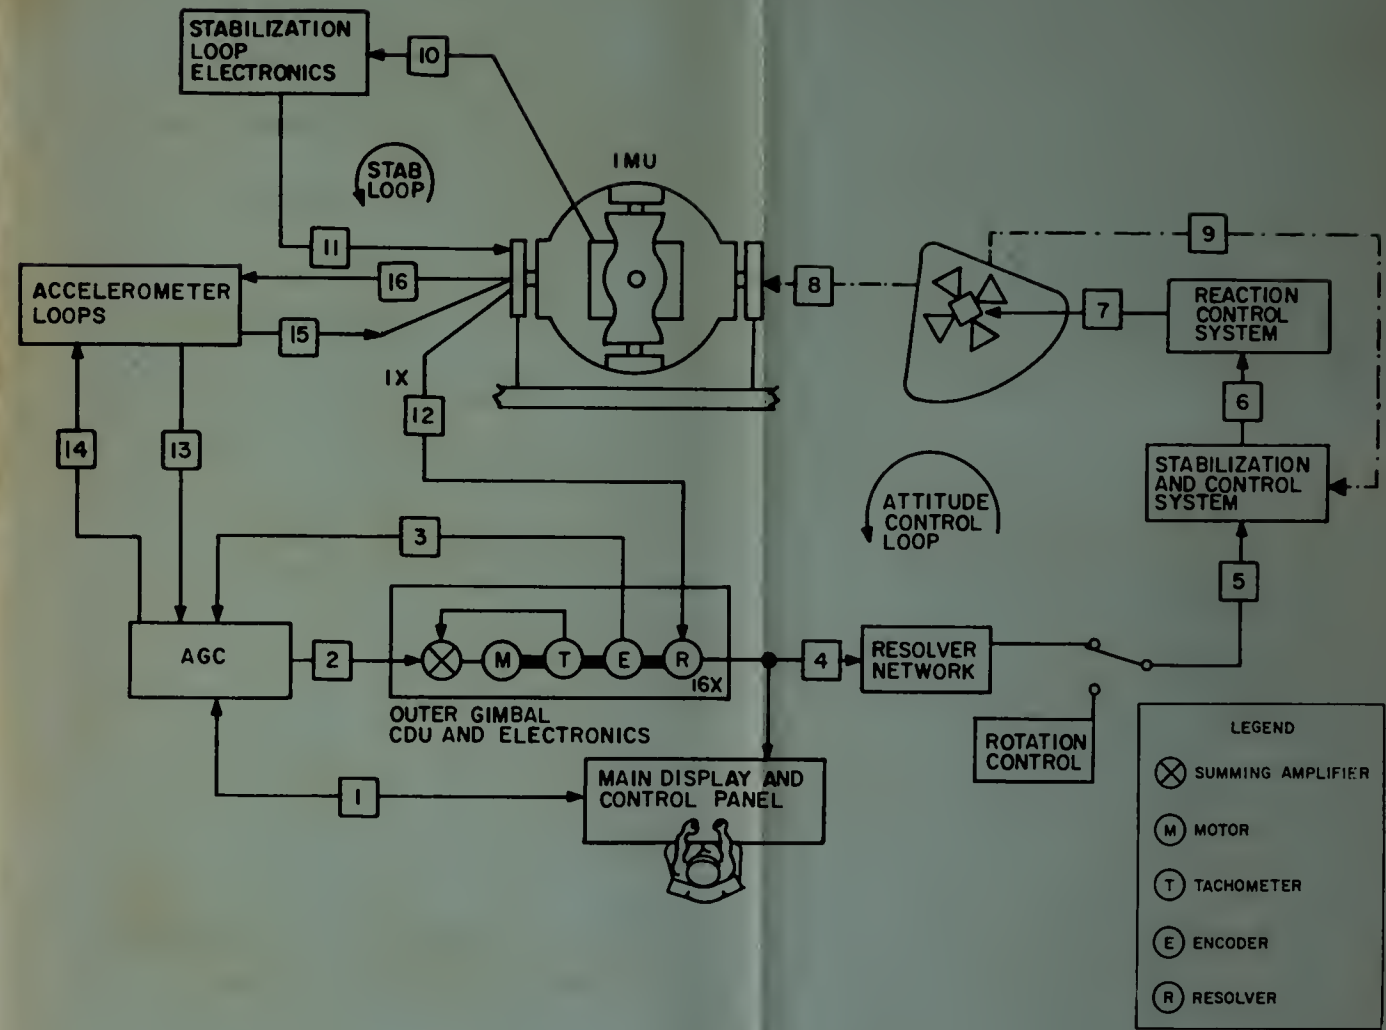 STABILIZATION
LOOP
ELECTRONICS
10
STAB
LOOP
IMU
11
16
15
ACCELEROMETER
LOOPS
1X
12
14
13
8
9
7
REACTION
CONTROL
SYSTEM
6
STABILIZATION
AND CONTROL
SYSTEM
ATTITUDE
CONTROL
LOOP
5
3
AGC
2
M
T
E
R
16X
OUTER GIMBAL
CDU AND ELECTRONICS
4
RESOLVER
NETWORK
ROTATION
CONTROL
1
MAIN DISPLAY AND
CONTROL PANEL
LEGEND
SUMMING AMPLIFIER
M MOTOR
T TACHOMETER
E ENCODER
R RESOLVER